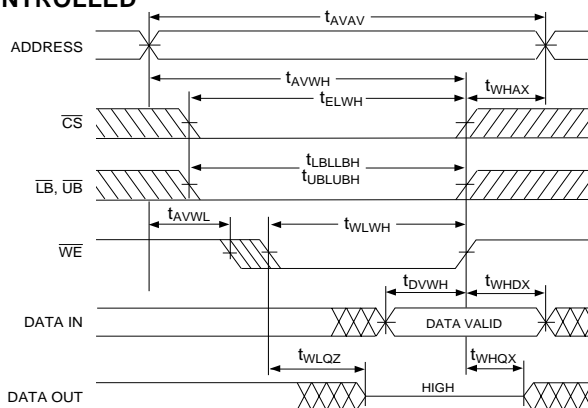 NTROLLED
tAVAV
ADDRESS
tAVWH
tELWH
tWHAX
CS
tLBLLBH
tUBLUBH
LB, UB
tAVWL
tWLWH
WE
tDVWH
tWHDX
DATA IN
DATA VALID
tWLQZ
tWHQX
DATA OUT
HIGH